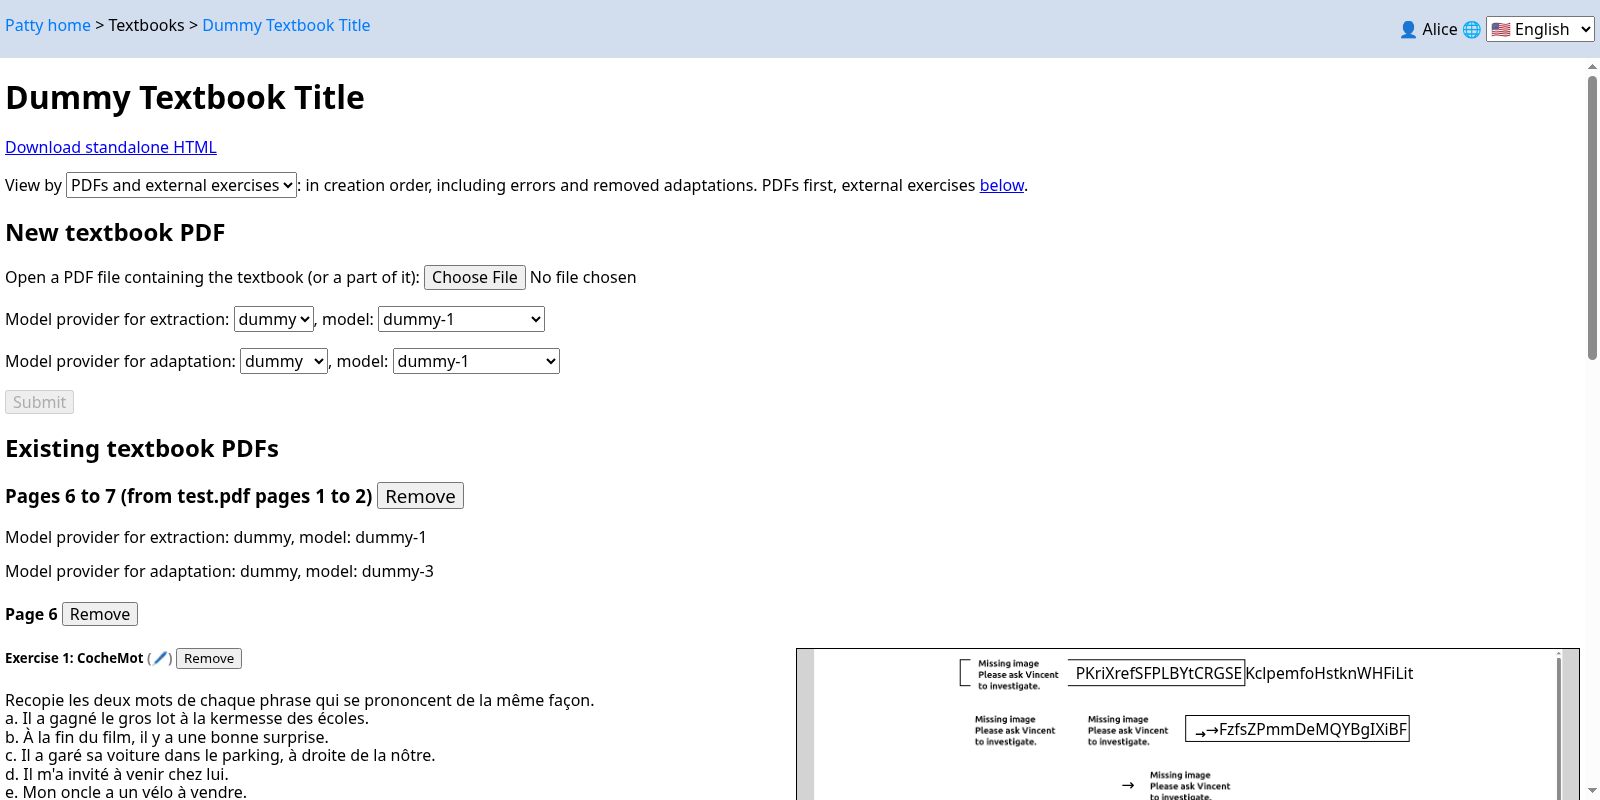 Patty home > Textbooks > Dummy Textbook Title
👤 Alice 🌐 🇺🇸 English
Dummy Textbook Title
Download standalone HTML
View by PDFs and external exercises : in creation order, including errors and removed adaptations. PDFs first, external exercises below.
New textbook PDF
Open a PDF file containing the textbook (or a part of it): Choose File No file chosen
Model provider for extraction: dummy , model: dummy-1
Model provider for adaptation: dummy , model: dummy-1
Submit
Existing textbook PDFs
Pages 6 to 7 (from test.pdf pages 1 to 2) Remove
Model provider for extraction: dummy, model: dummy-1
Model provider for adaptation: dummy, model: dummy-3
Page 6 Remove
Exercise 1: CocheMot (🖊️) Remove
Recopie les deux mots de chaque phrase qui se prononcent de la même façon.
a. Il a gagné le gros lot à la kermesse des écoles.
b. À la fin du film, il y a une bonne surprise.
c. Il a garé sa voiture dans le parking, à droite de la nôtre.
d. Il m'a invité à venir chez lui.
e. Mon oncle a un vélo à vendre.
Missing image
Please ask Vincent
to investigate.
PKriXrefSFPLBYtCRGSE KclpemfoHstknWHFiLit
Missing image
Please ask Vincent
to investigate.
Missing image
Please ask Vincent
to investigate.
→→FzfsZPmmDeMQYBgIXiBF
→
Missing image
Please ask Vincent
to investigate.